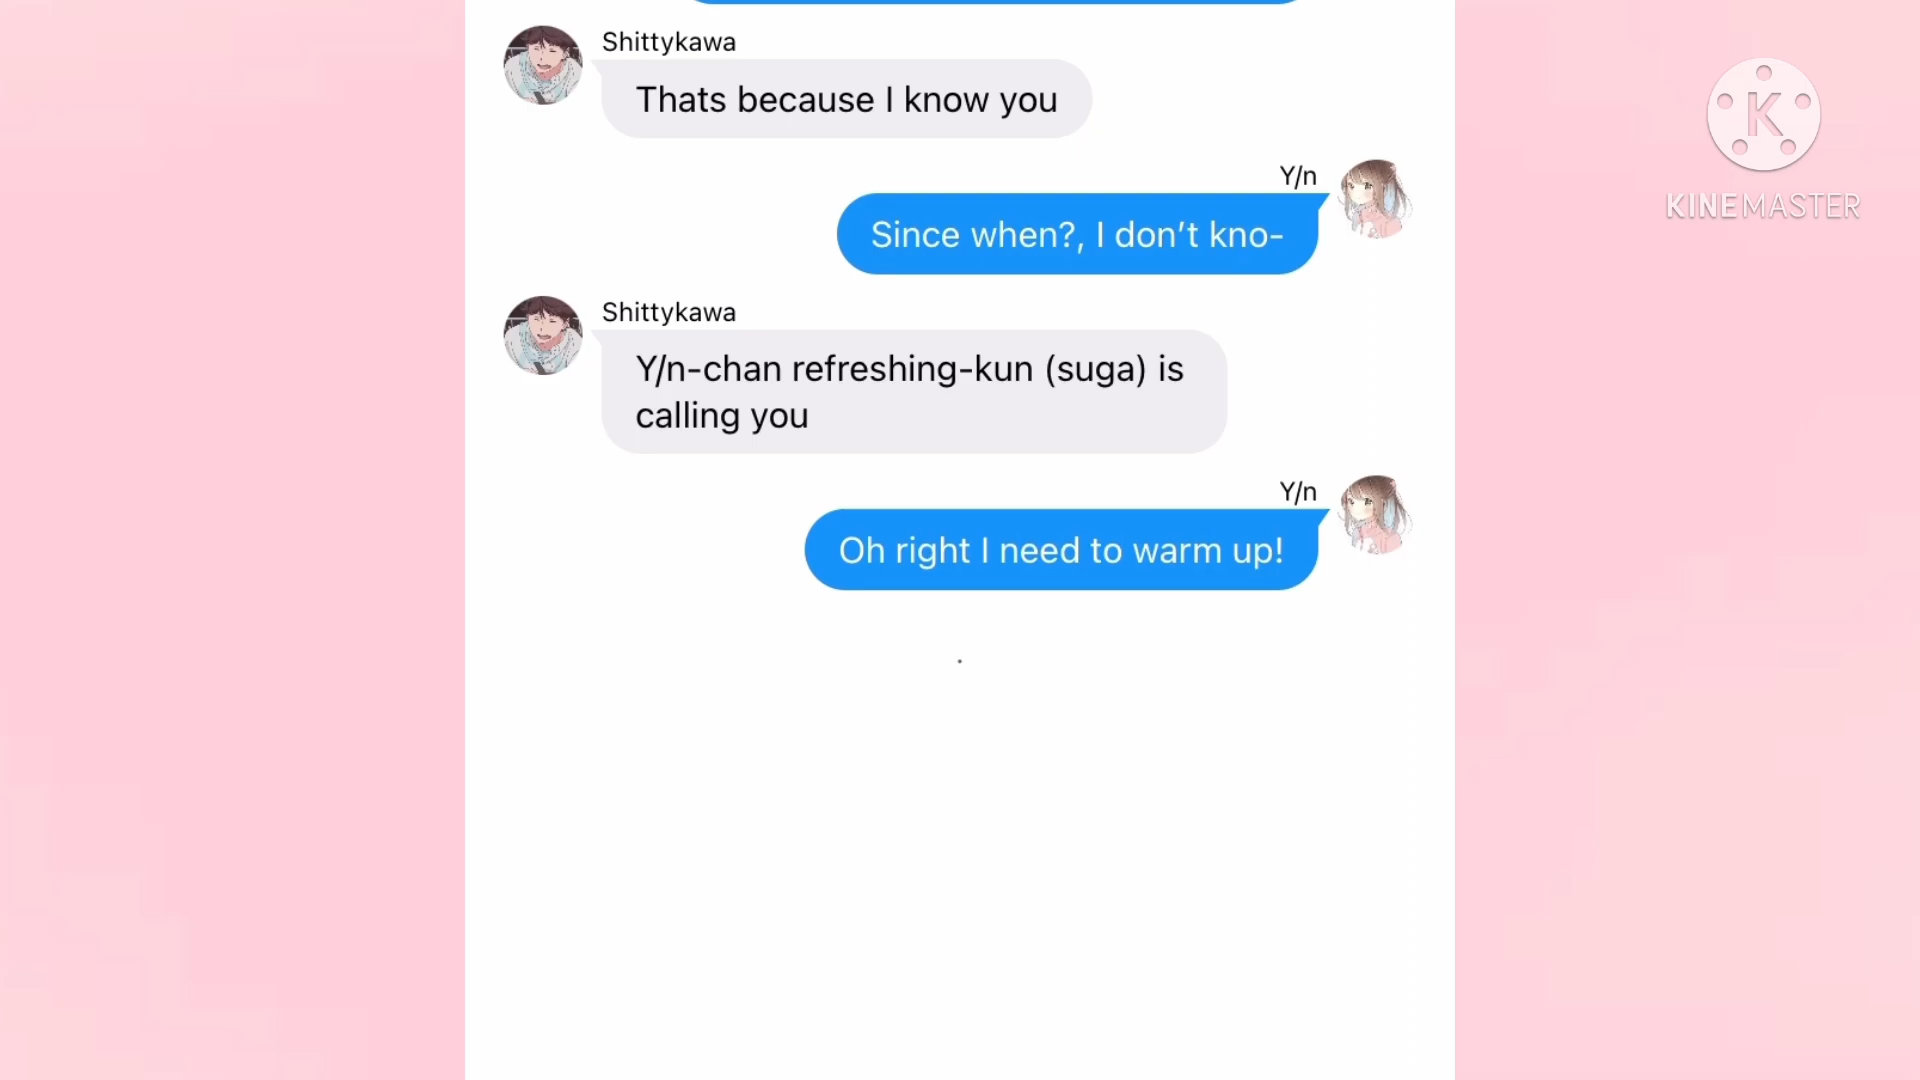 Shittykawa
Thats because I know you
Y/n
Since when?, I don’t kno-
Shittykawa
Y/n-chan refreshing-kun (suga) is
calling you
Y/n
Oh right I need to warm up!
.
K
KINEMASTER